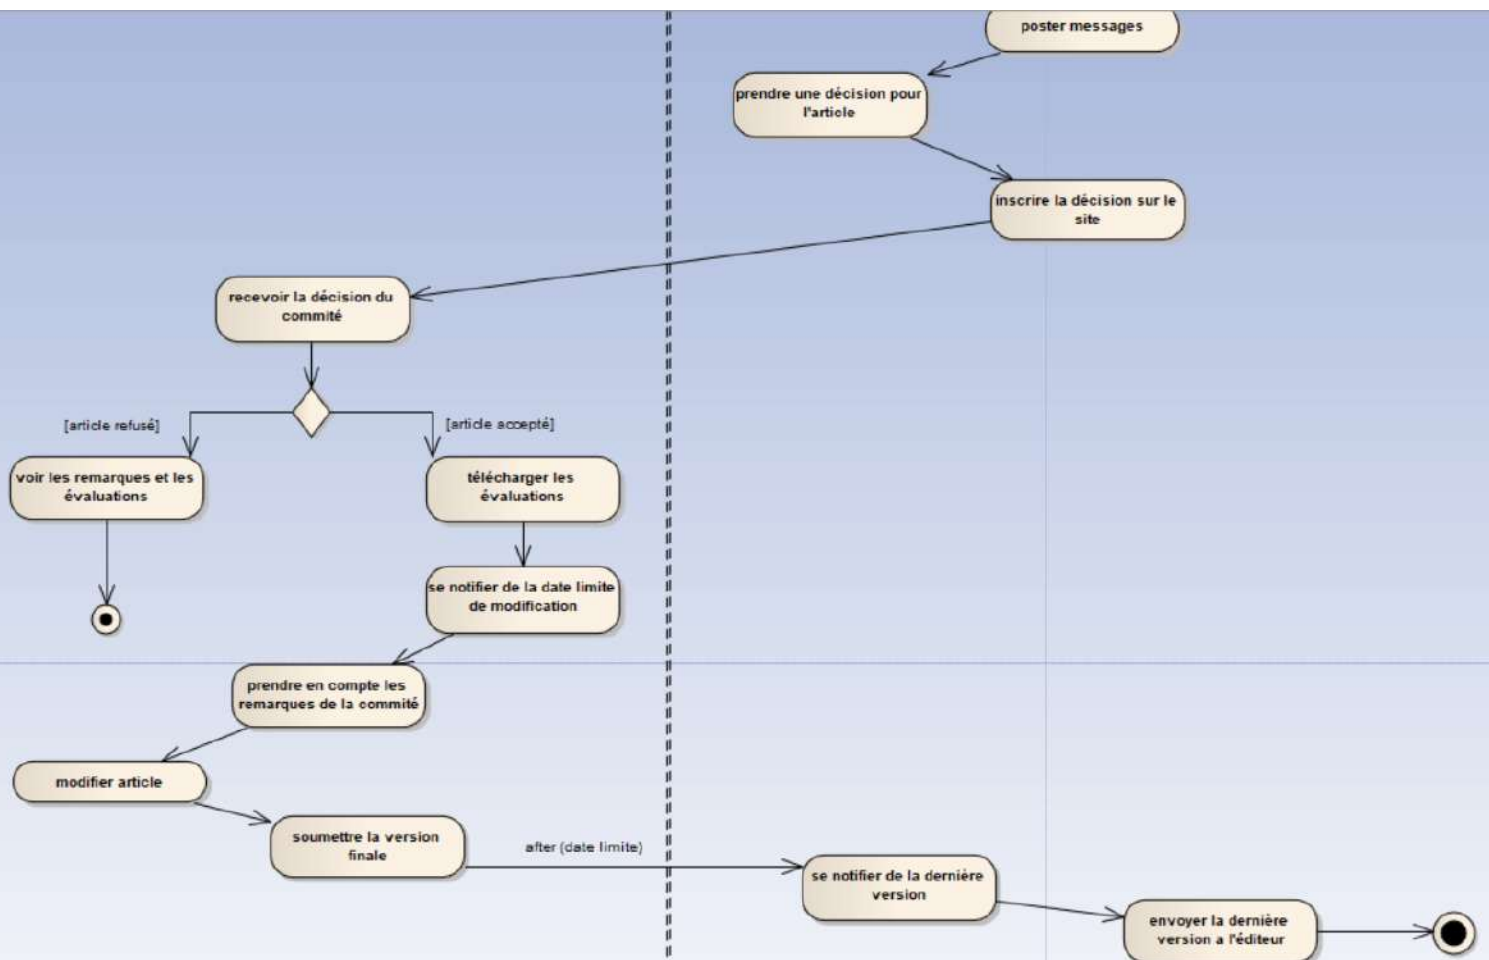 poster messages
prendre une décision pour
l'article
inscrire la décision sur le
site
recevoir la décision du
commité
[article refusé]
[article accepté]
voir les remarques et les
évaluations
télécharger les
évaluations
se notifier de la date limite
de modification
prendre en compte les
remarques de la commité
modifier article
soumettre la version
finale
after (date limite)
se notifier de la dernière
version
envoyer la dernière
version a l'éditeur